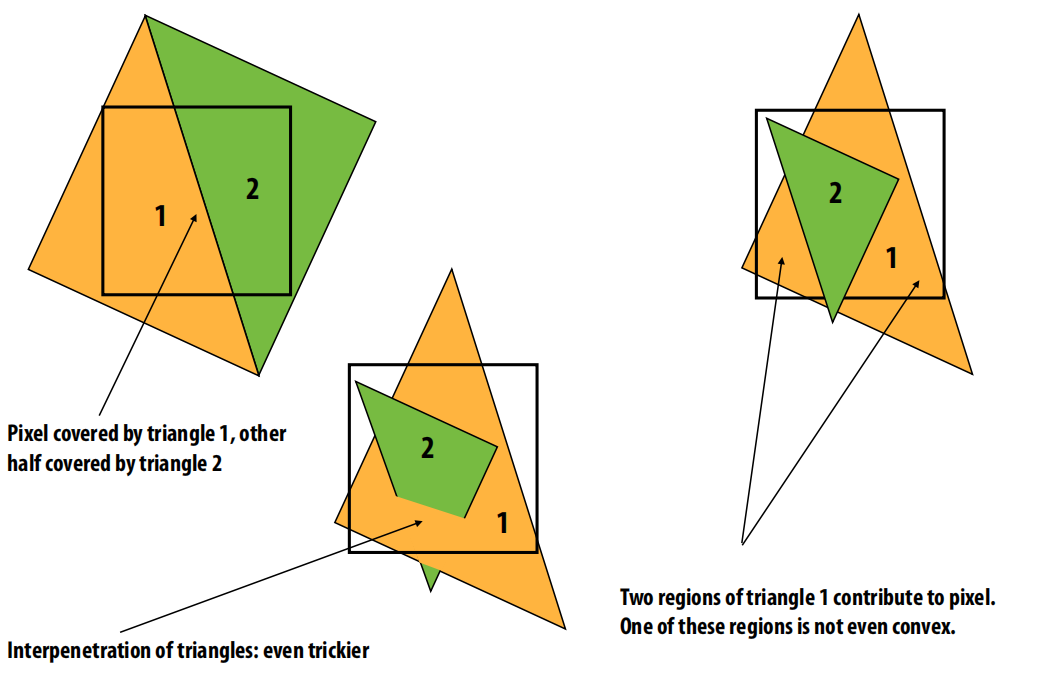 1
2
Pixel covered by triangle 1, other
half covered by triangle 2
2
1
Interpenetration of triangles: even trickier
2
1
Two regions of triangle 1 contribute to pixel.
One of these regions is not even convex.